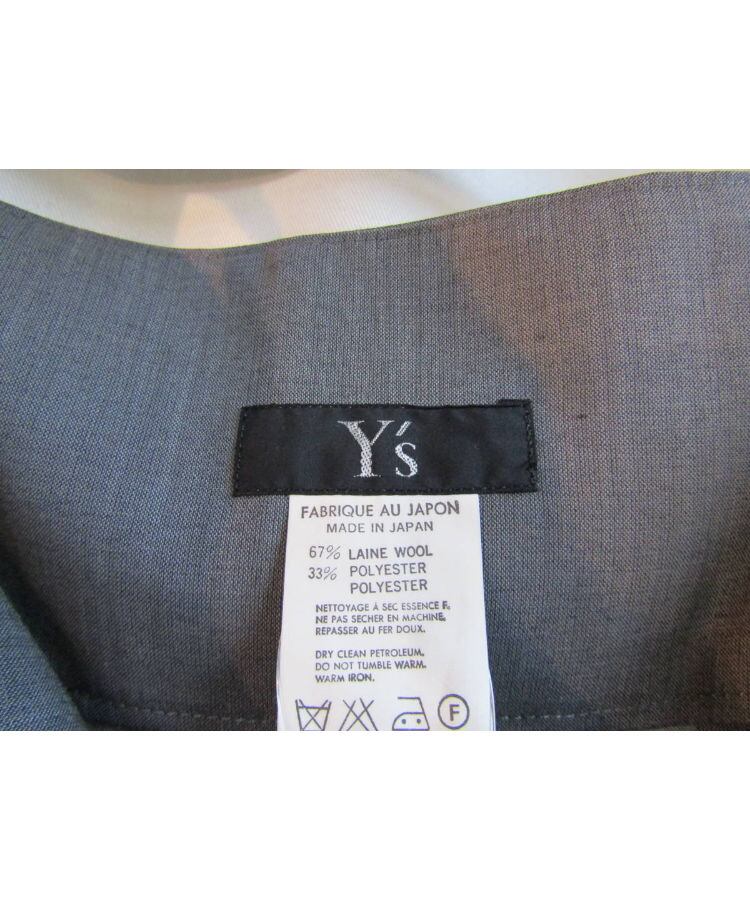 Y's
FABRIQUE AU JAPON
MADE IN JAPAN
67% LAINE WOOL
33% POLYESTER
POLYESTER
NETTOYAGE À SEC ESSENCE F.
NE PAS SECHER EN MACHINE.
REPASSER AU FER DOUX.
DRY CLEAN PETROLEUM.
DO NOT TUMBLE WARM.
WARM IRON.
F